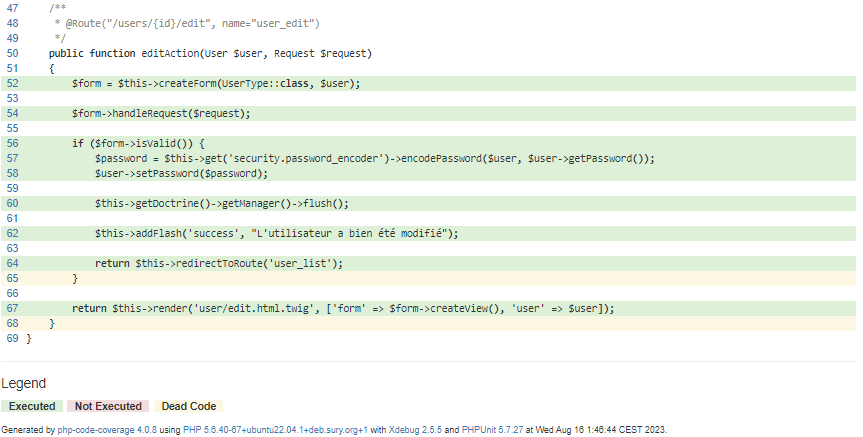 47 /**
48 * @Route("/users/{id}/edit", name="user_edit")
49 */
50 public function editAction(User $user, Request $request)
51 {
52 $form = $this->createForm(UserType::class, $user);
53
54 $form->handleRequest($request);
55
56 if ($form->isValid()) {
57 $password = $this->get('security.password_encoder')->encodePassword($user, $user->getPassword());
58 $user->setPassword($password);
59
60 $this->getDoctrine()->getManager()->flush();
61
62 $this->addFlash('success', "L'utilisateur a bien été modifié");
63
64 return $this->redirectToRoute('user_list');
65 }
66
67 return $this->render('user/edit.html.twig', ['form' => $form->createView(), 'user' => $user]);
68 }
69 }
Legend
Executed Not Executed Dead Code
Generated by php-code-coverage 4.0.8 using PHP 5.6.40-67+ubuntu22.04.1+deb.sury.org+1 with Xdebug 2.5.5 and PHPUnit 5.7.27 at Wed Aug 16 1:46:44 CEST 2023.